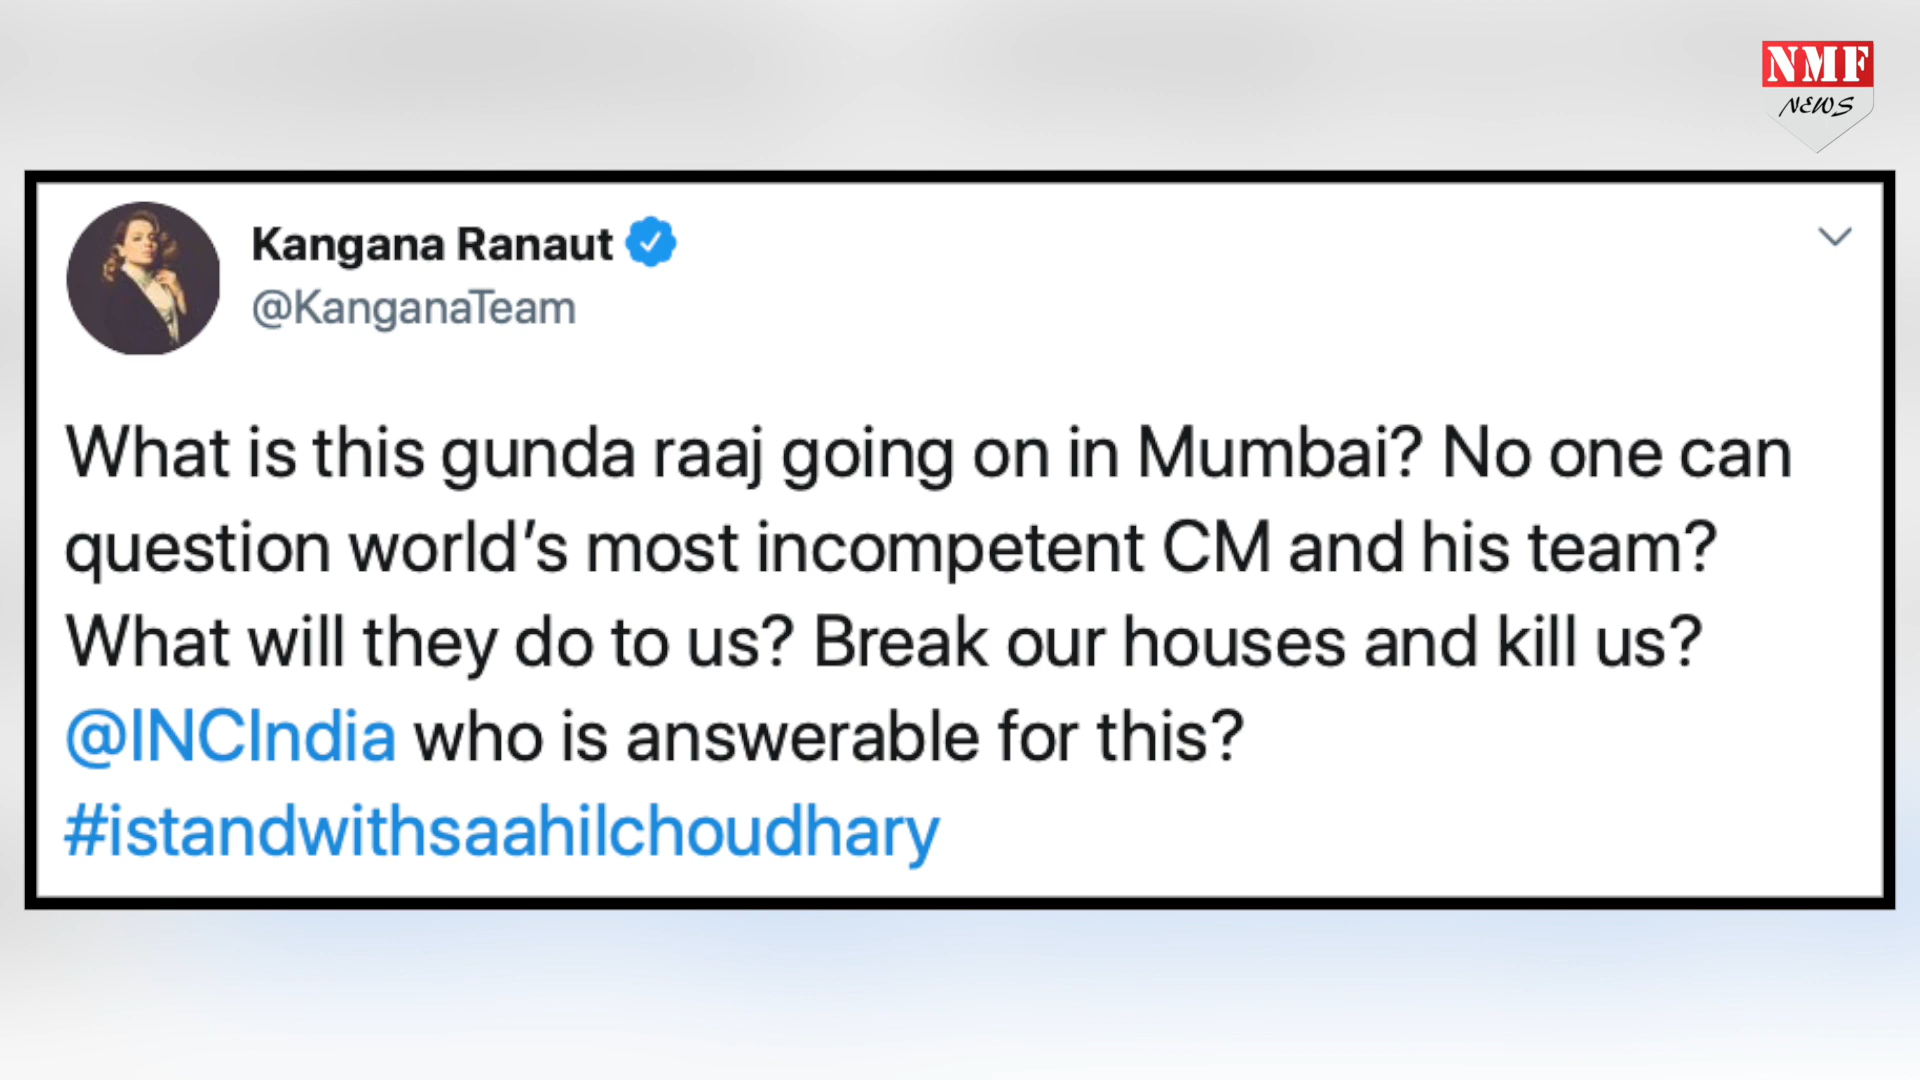 NMF
NEWS
Kangana Ranaut
@KanganaTeam
What is this gunda raaj going on in Mumbai? No one can
question world’s most incompetent CM and his team?
What will they do to us? Break our houses and kill us?
@INCIndia who is answerable for this?
#istandwithsaahilchoudhary